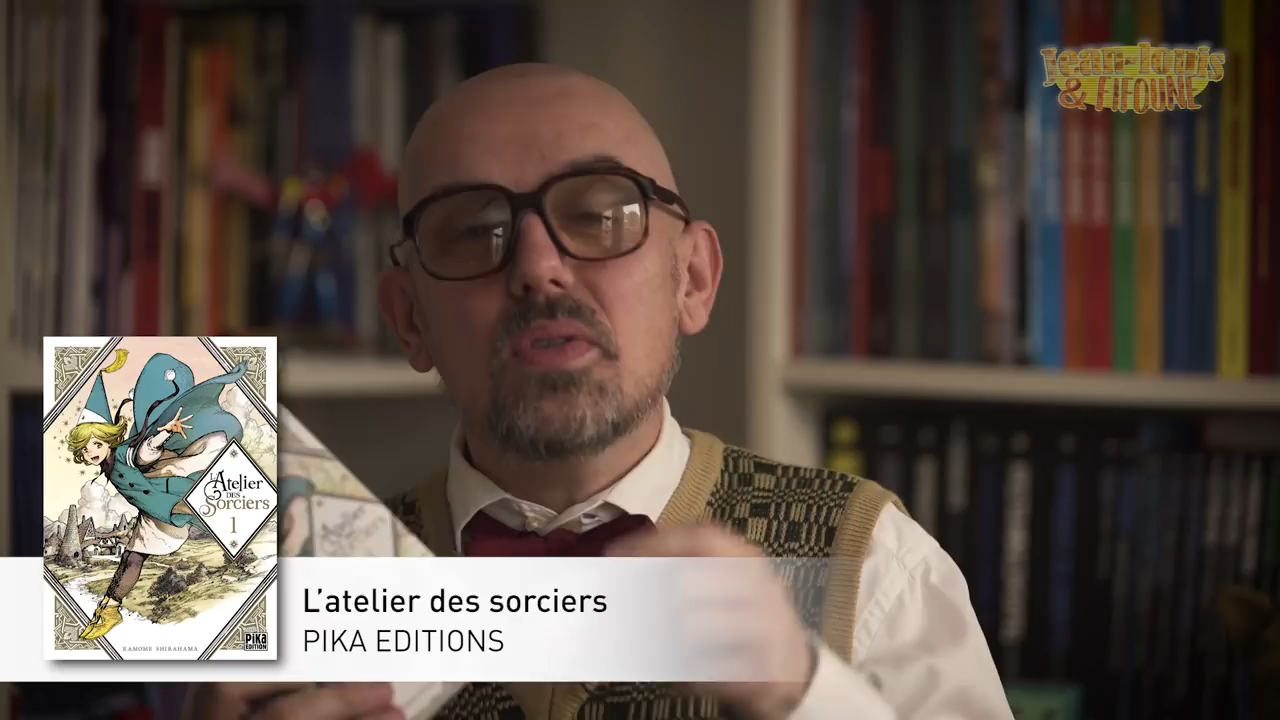 Jean-Louis
& FIFOUNE
L'Atelier
DES
Sorciers
1
KAMOME SHIRAHAMA
PIKA
EDITION
L'atelier des sorciers
PIKA EDITIONS